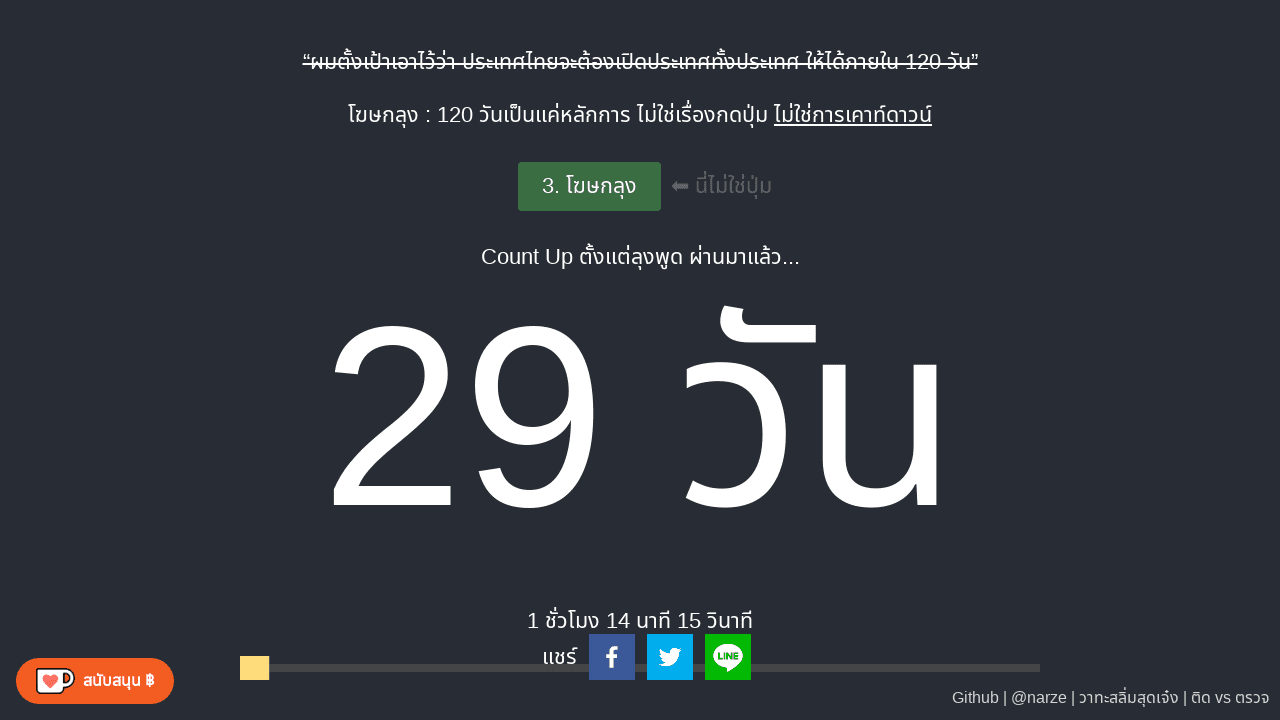 “ผมตั้งเป้าเอาไว้ว่า ประเทศไทยจะต้องเปิดประเทศทั้งประเทศ ให้ได้ภายใน 120 วัน”
โฆษกลุง : 120 วันเป็นแค่หลักการ ไม่ใช่เรื่องกดปุ่ม ไม่ใช่การเคาท์ดาวน์
3. โฆษกลุง ⬅ นี่ไม่ใช่ปุ่ม
Count Up ตั้งแต่ลุงพูด ผ่านมาแล้ว...
29 วัน
1 ชั่วโมง 14 นาที 15 วินาที
แชร์
LINE
สนับสนุน ฿
Github | @narze | วาทะสลิ่มสุดเจ๋ง | ติด vs ตรวจ